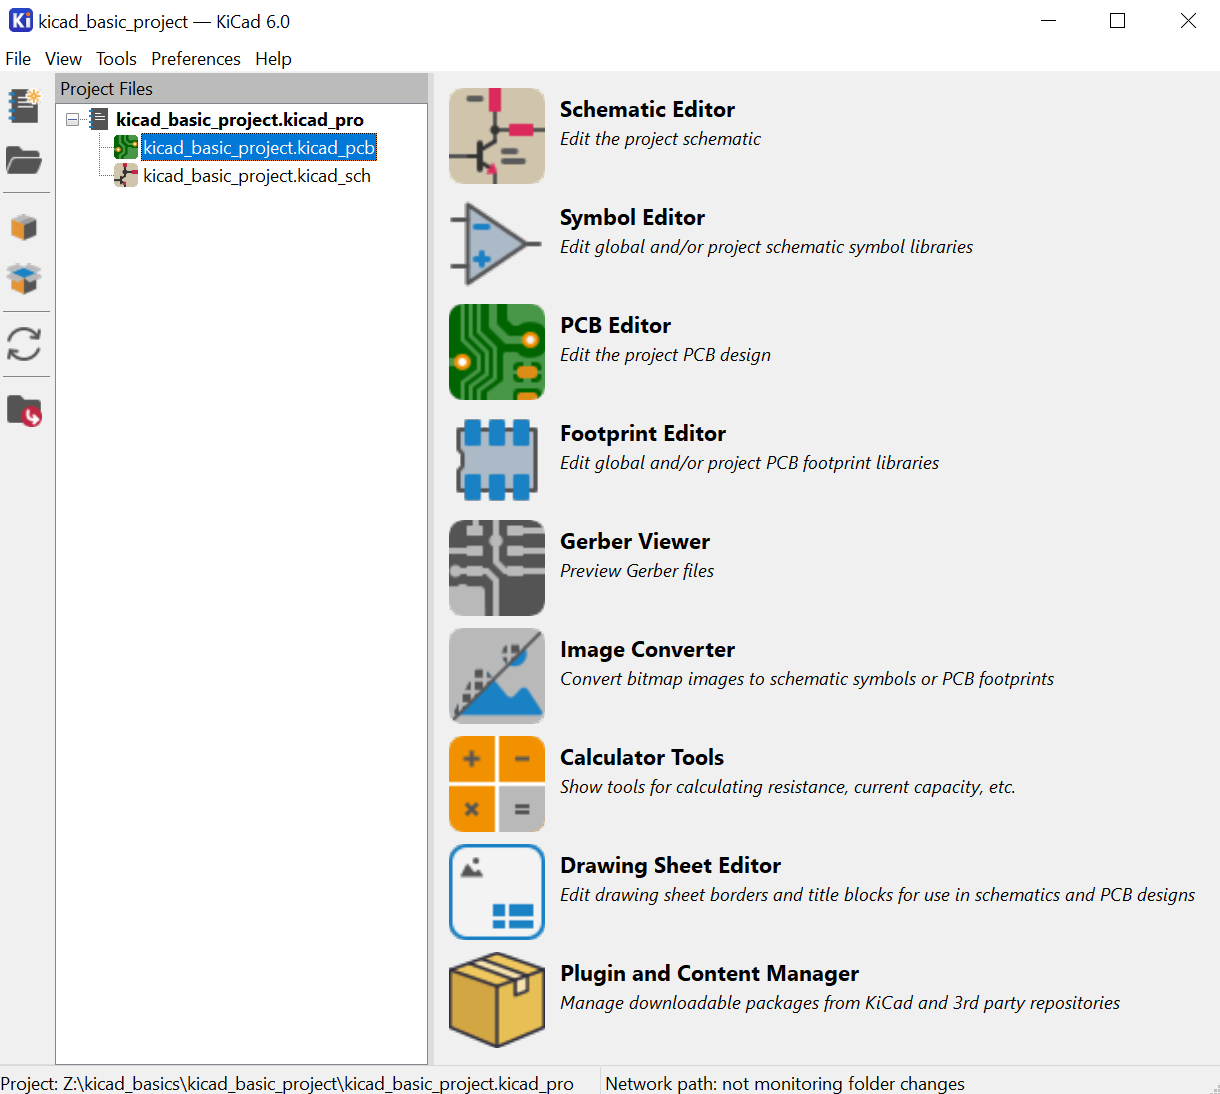 Ki kicad_basic_project — KiCad 6.0
File View Tools Preferences Help
Project Files
kicad_basic_project.kicad_pro
kicad_basic_project.kicad_pcb
kicad_basic_project.kicad_sch
Schematic Editor
Edit the project schematic
Symbol Editor
Edit global and/or project schematic symbol libraries
PCB Editor
Edit the project PCB design
Footprint Editor
Edit global and/or project PCB footprint libraries
Gerber Viewer
Preview Gerber files
Image Converter
Convert bitmap images to schematic symbols or PCB footprints
Calculator Tools
Show tools for calculating resistance, current capacity, etc.
Drawing Sheet Editor
Edit drawing sheet borders and title blocks for use in schematics and PCB designs
Plugin and Content Manager
Manage downloadable packages from KiCad and 3rd party repositories
Project: Z:\kicad_basics\kicad_basic_project\kicad_basic_project.kicad_pro Network path: not monitoring folder changes